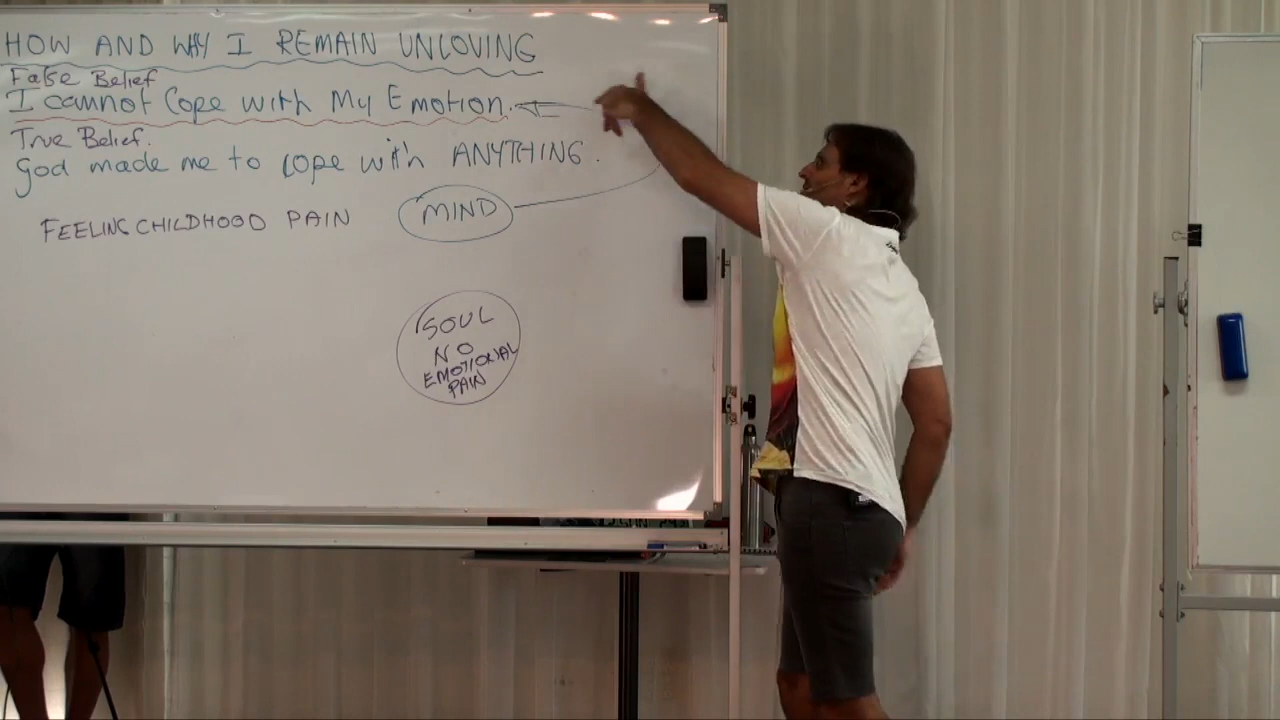 HOW AND WHY I REMAIN UNLOVING
False Belief
I cannot Cope with My Emotion.
True Belief.
God made me to cope with ANYTHING.
FEELING CHILDHOOD PAIN
MIND
SOUL
NO
EMOTIONAL
PAIN